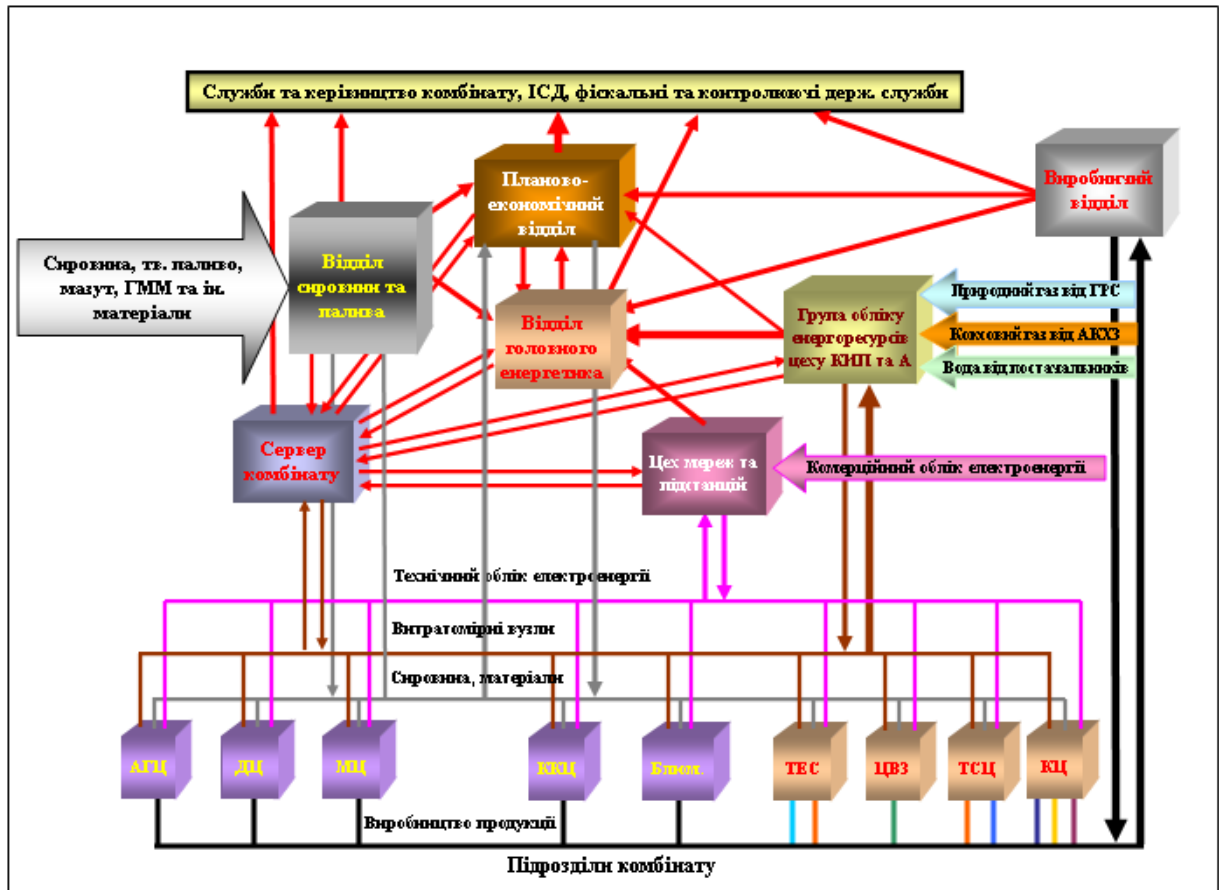 Служби та керівництво комбінату, ІСД, фіскальні та контролюючі держ. служби
Планово-
економічний
відділ
Виробничий
відділ
Сировина, тв. паливо,
мазут, ГММ та ін.
матеріали
Відділ
сировини та
палива
Відділ
головного
енергетика
Група обліку
енергоресурсів
цеху КИП та А
Природний газ від ГРС
Коксовий газ від АКХЗ
Вода від постачальників
Сервер
комбінату
Цех мереж та
підстанцій
Комерційний облік електроенергії
Технічний облік електроенергії
Витратомірні вузли
Сировина, матеріали
АГЦ
ДЦ
МЦ
ККЦ
Блюм.
ТЕС
ЦВЗ
ТСЦ
КЦ
Виробництво продукції
Підрозділи комбінату